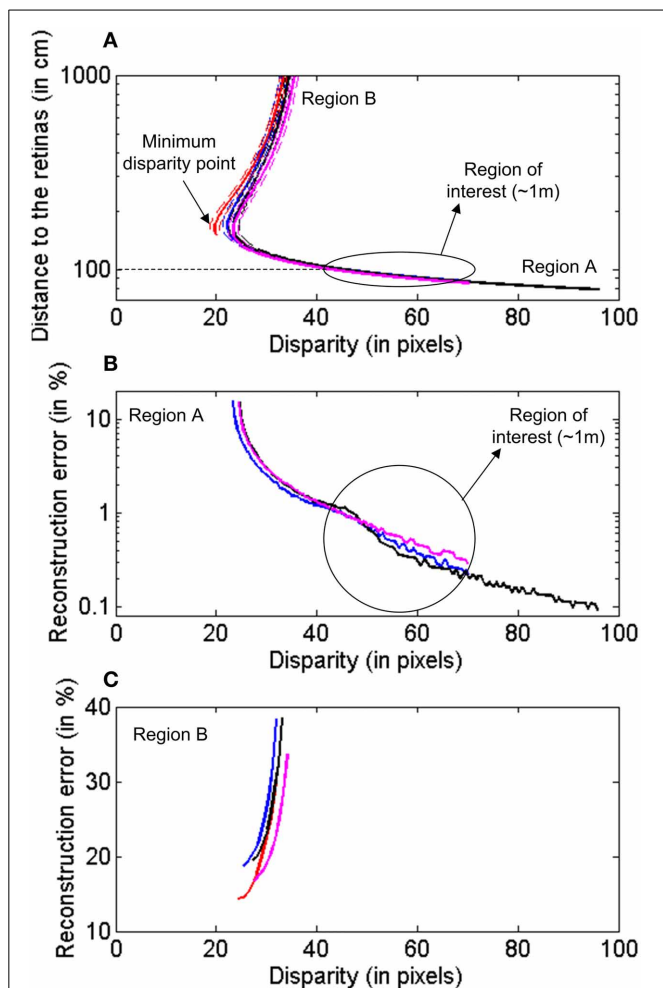 A
1000
100
Distance to the retinas (in cm)
Region B
Minimum
disparity point
Region of
interest (~1m)
Region A
0 20 40 60 80 100
Disparity (in pixels)
B
10
1
0.1
Reconstruction error (in %)
Region A
Region of
interest (~1m)
0 20 40 60 80 100
Disparity (in pixels)
C
40
30
20
10
Reconstruction error (in %)
Region B
0 20 40 60 80 100
Disparity (in pixels)